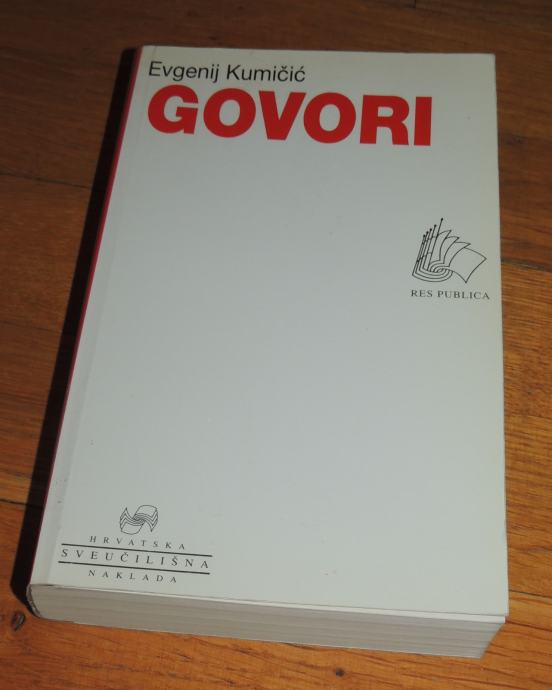 Evgenij Kumičić
GOVORI
RES PUBLICA
HRVATSKA
SVEUČILIŠNA
NAKLADA